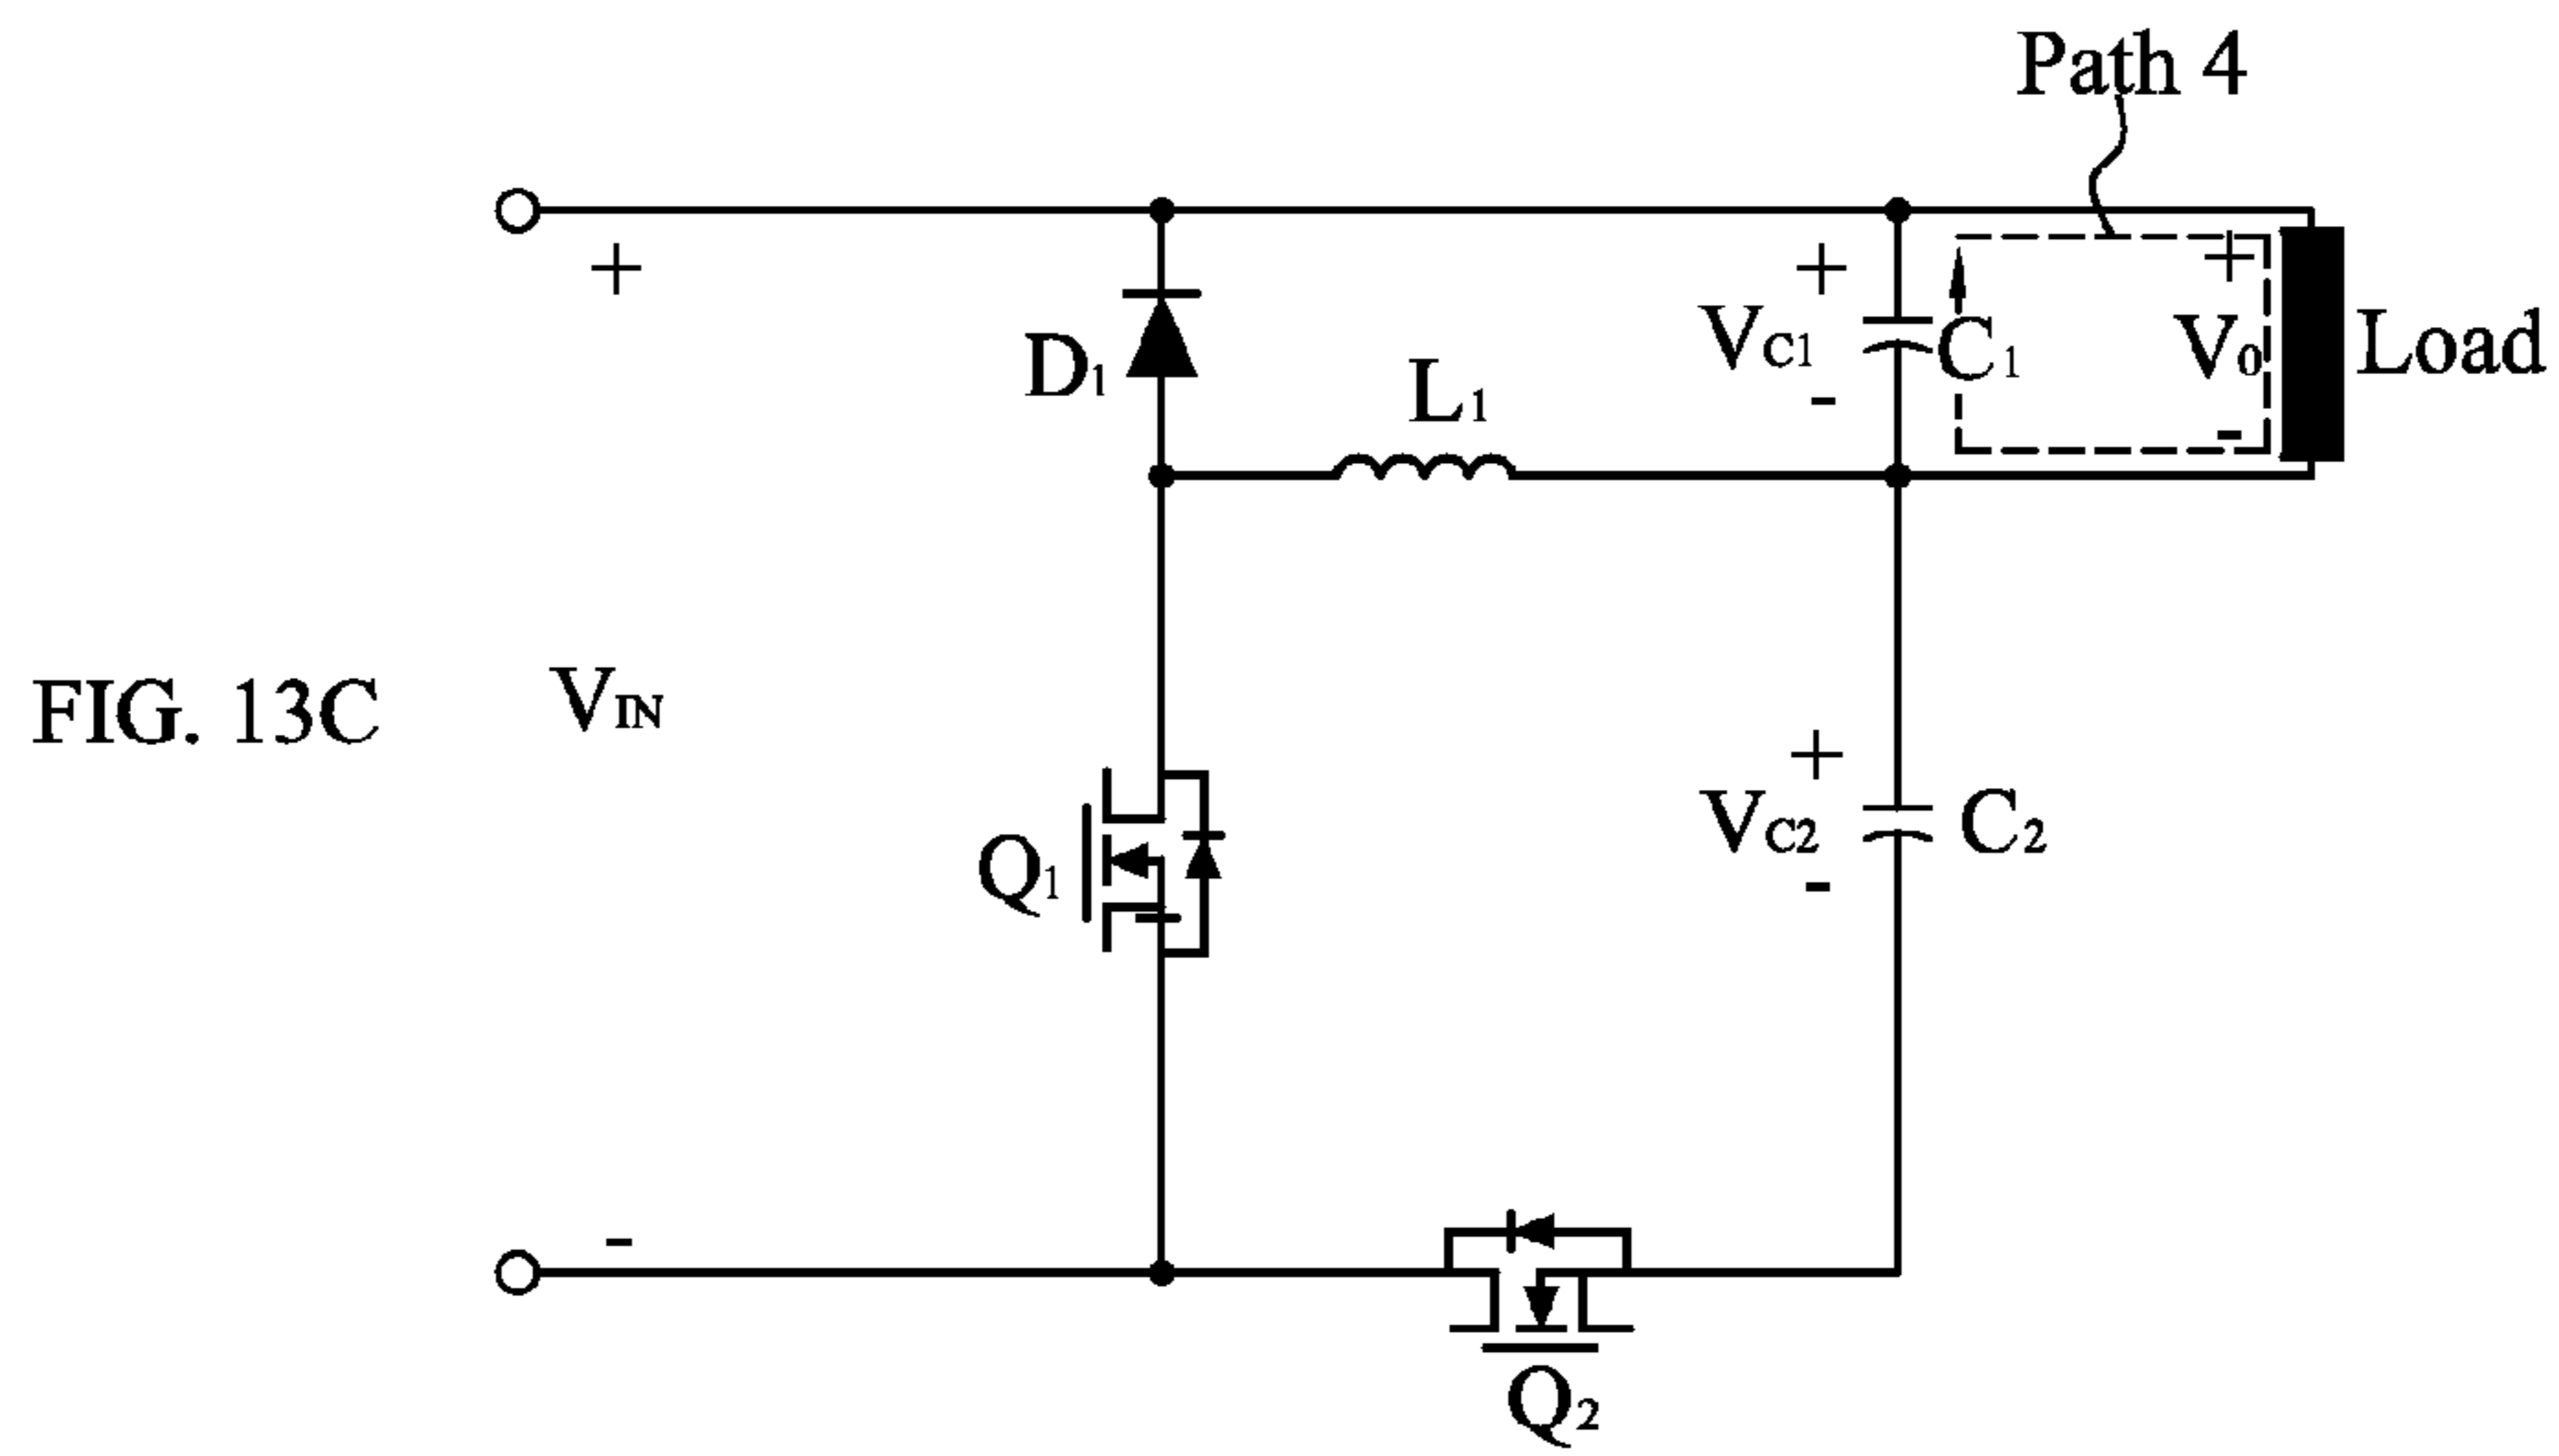 Path 4
+
+
+
D1
VC1
C1
V0
Load
L1
-
-
FIG. 13C
VIN
+
Q1
VC2
C2
-
-
Q2